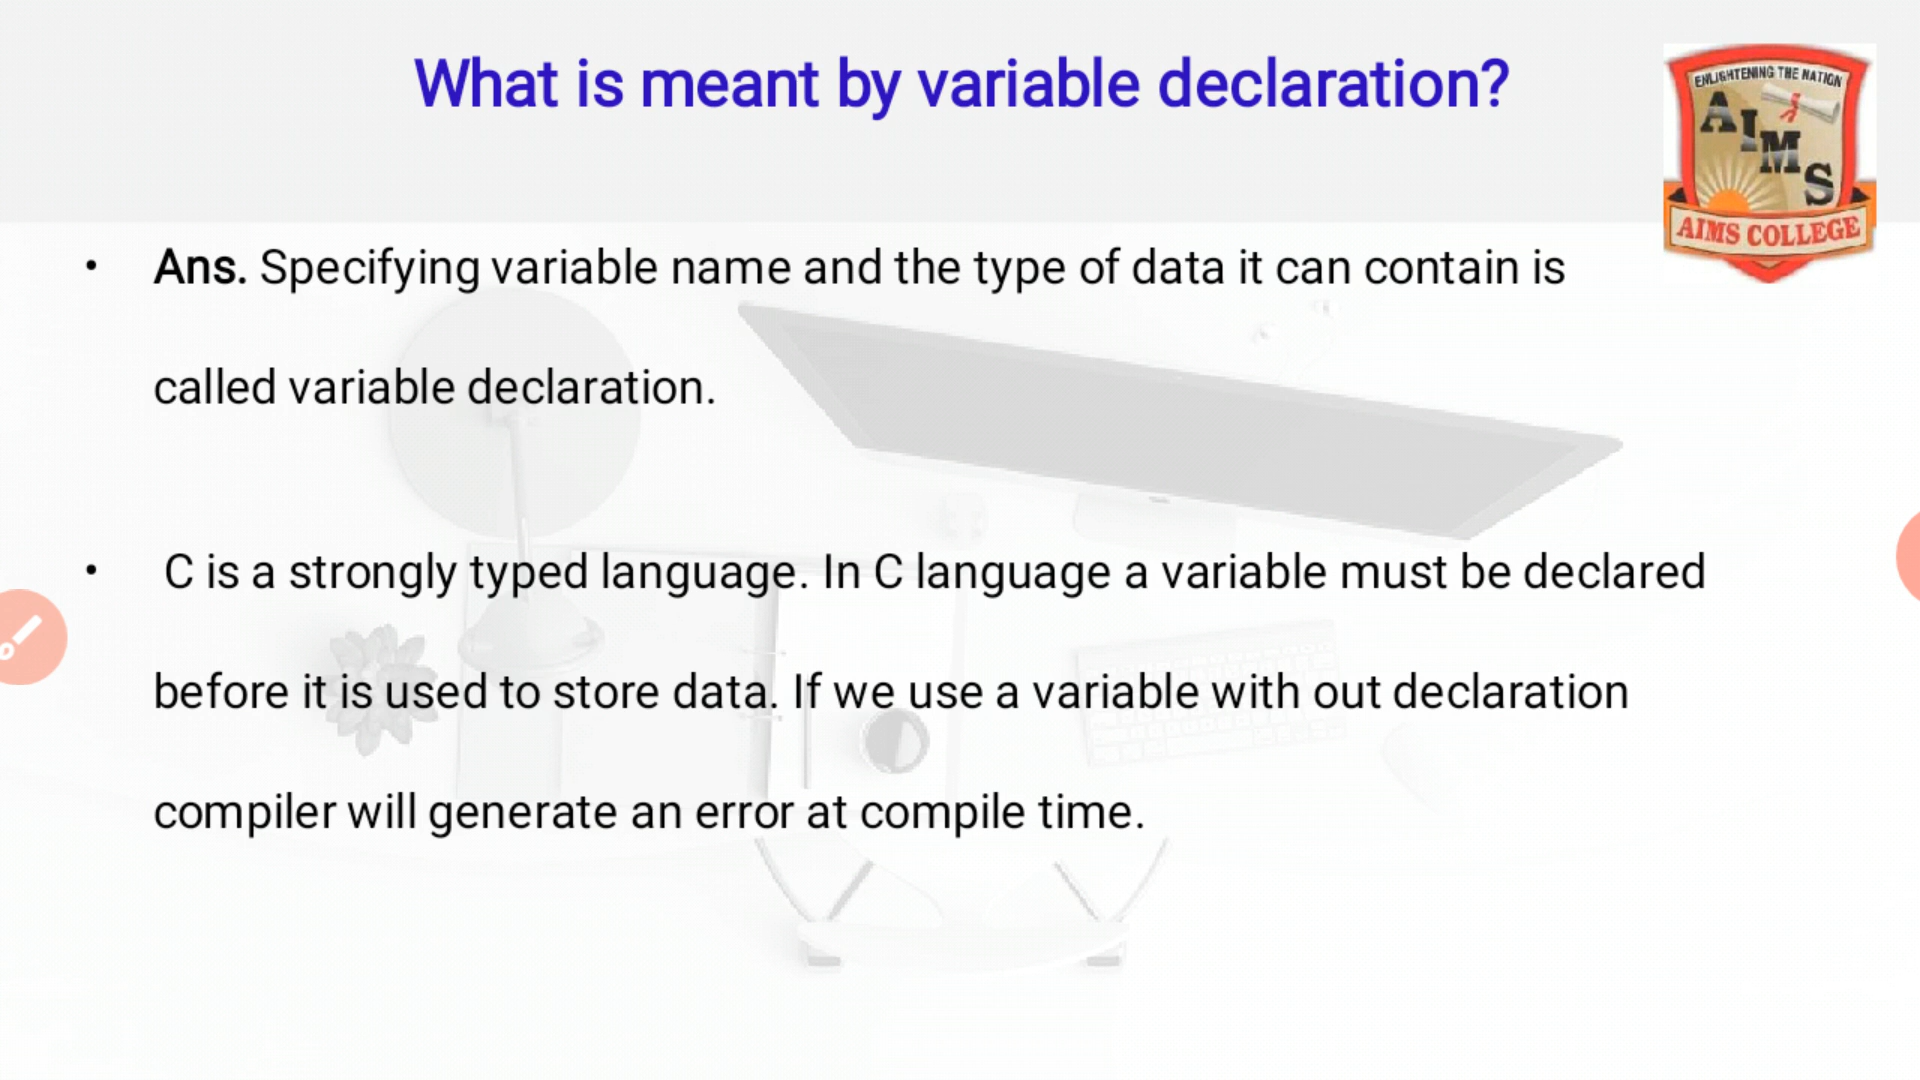 What is meant by variable declaration?
ENLIGHTENING THE NATION
AIMS
AIMS COLLEGE
• Ans. Specifying variable name and the type of data it can contain is
called variable declaration.
• C is a strongly typed language. In C language a variable must be declared
before it is used to store data. If we use a variable with out declaration
compiler will generate an error at compile time.